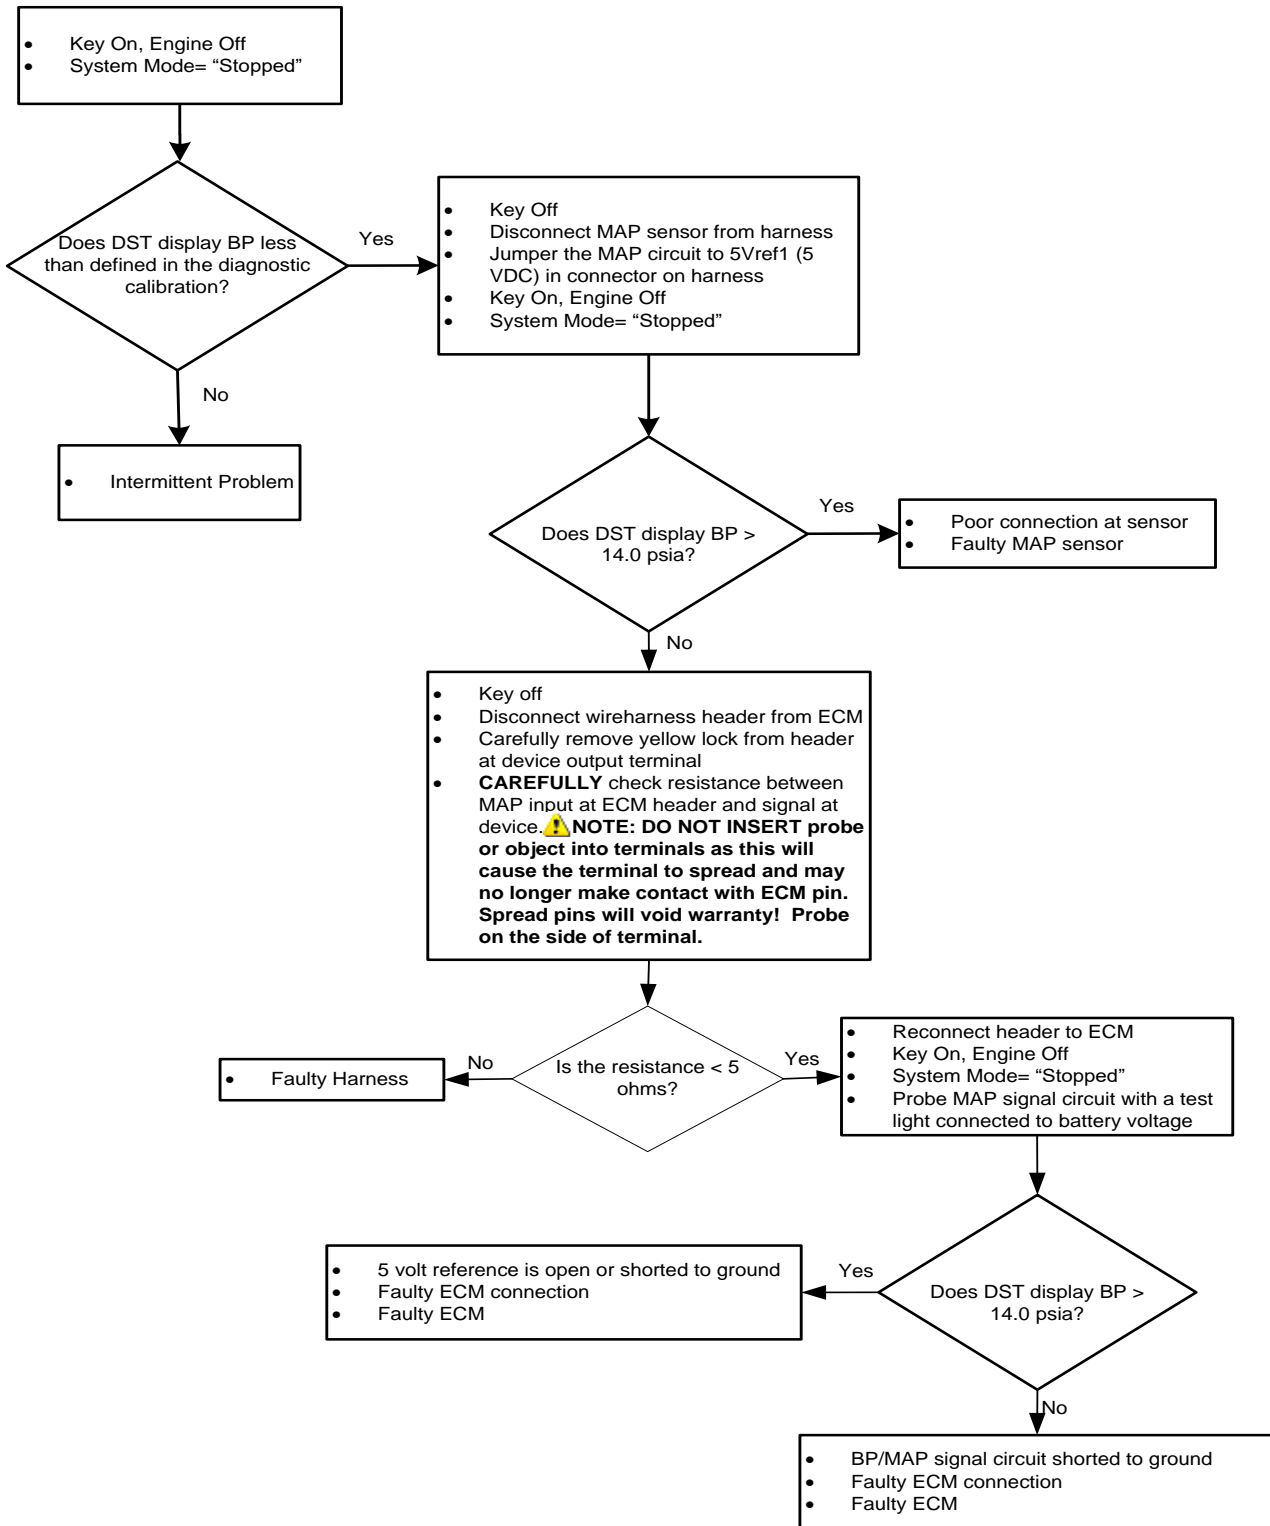 • Key On, Engine Off
• System Mode= “Stopped”
Does DST display BP less
than defined in the diagnostic
calibration?
Yes
• Key Off
• Disconnect MAP sensor from harness
• Jumper the MAP circuit to 5Vref1 (5
VDC) in connector on harness
• Key On, Engine Off
• System Mode= “Stopped”
No
• Intermittent Problem
Does DST display BP >
14.0 psia?
Yes
• Poor connection at sensor
• Faulty MAP sensor
No
• Key off
• Disconnect wireharness header from ECM
• Carefully remove yellow lock from header
at device output terminal
• CAREFULLY check resistance between
MAP input at ECM header and signal at
device. NOTE: DO NOT INSERT probe
or object into terminals as this will
cause the terminal to spread and may
no longer make contact with ECM pin.
Spread pins will void warranty! Probe
on the side of terminal.
Is the resistance < 5
ohms?
No
• Faulty Harness
Yes
• Reconnect header to ECM
• Key On, Engine Off
• System Mode= “Stopped”
• Probe MAP signal circuit with a test
light connected to battery voltage
Does DST display BP >
14.0 psia?
Yes
• 5 volt reference is open or shorted to ground
• Faulty ECM connection
• Faulty ECM
No
• BP/MAP signal circuit shorted to ground
• Faulty ECM connection
• Faulty ECM